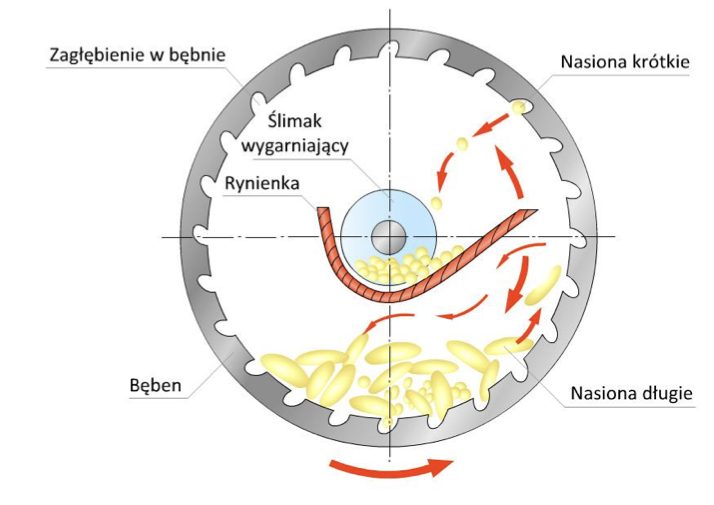 Zagłębienie w bębnie
Nasiona krótkie
Ślimak
wygarniający
Rynienka
Bęben
Nasiona długie